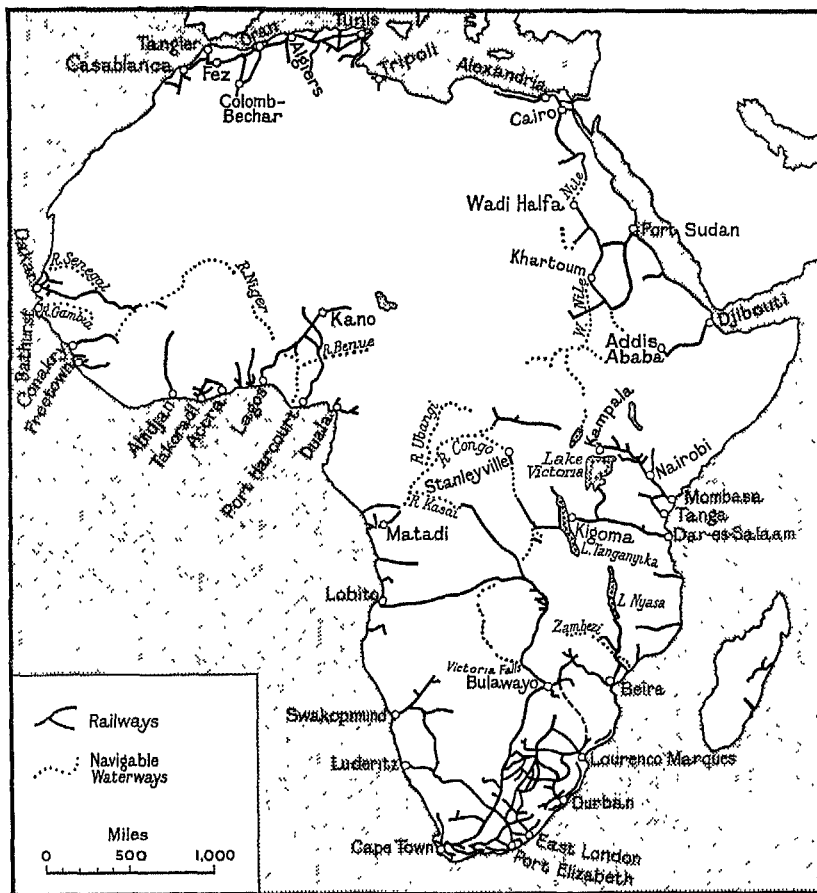 Tangier
Oran
Algiers
Tunis
Casablanca
Fez
Colomb-
Bechar
Tripoli
Alexandria
Cairo
Nile
Wadi Halfa
Port Sudan
Khartoum
W. Nile
Djibouti
Addis
Ababa
Dakar
R. Senegal
R. Gambia
Bathurst
R. Niger
Conakry
Freetown
Kano
R. Benue
Abidjan
Takoradi
Accra
Lagos
Port Harcourt
Duala
R. Ubangi
R. Congo
Stanleyville
Kampala
Lake
Victoria
Nairobi
Mombasa
Tanga
Dar-es-Salaam
R. Kasai
Matadi
Kigoma
L. Tanganyika
Lobito
L. Nyasa
Zambezi
Victoria Falls
Bulawayo
Beira
Swakopmund
Luderitz
Lourenco Marques
Durban
East London
Port Elizabeth
Cape Town
Railways
Navigable
Waterways
Miles
0 500 1,000